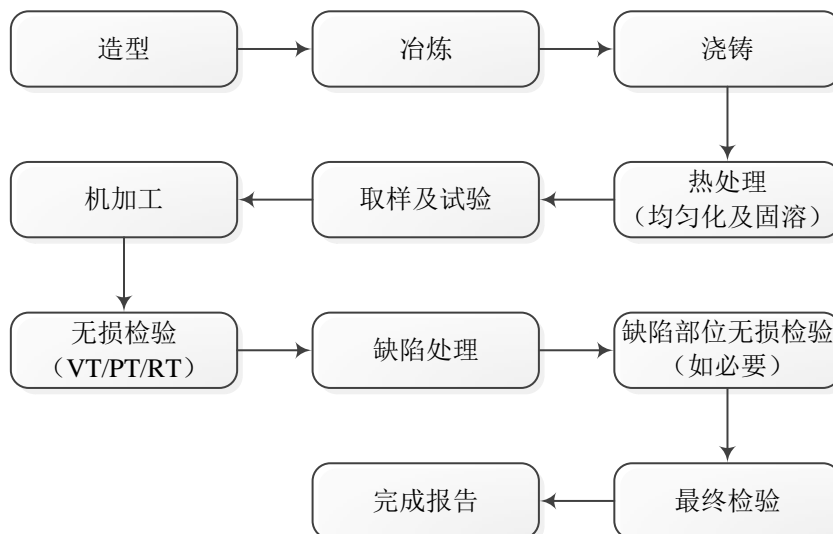 造型
冶炼
浇铸
机加工
取样及试验
热处理
（均匀化及固溶）
无损检验
（VT/PT/RT）
缺陷处理
缺陷部位无损检验
（如必要）
完成报告
最终检验